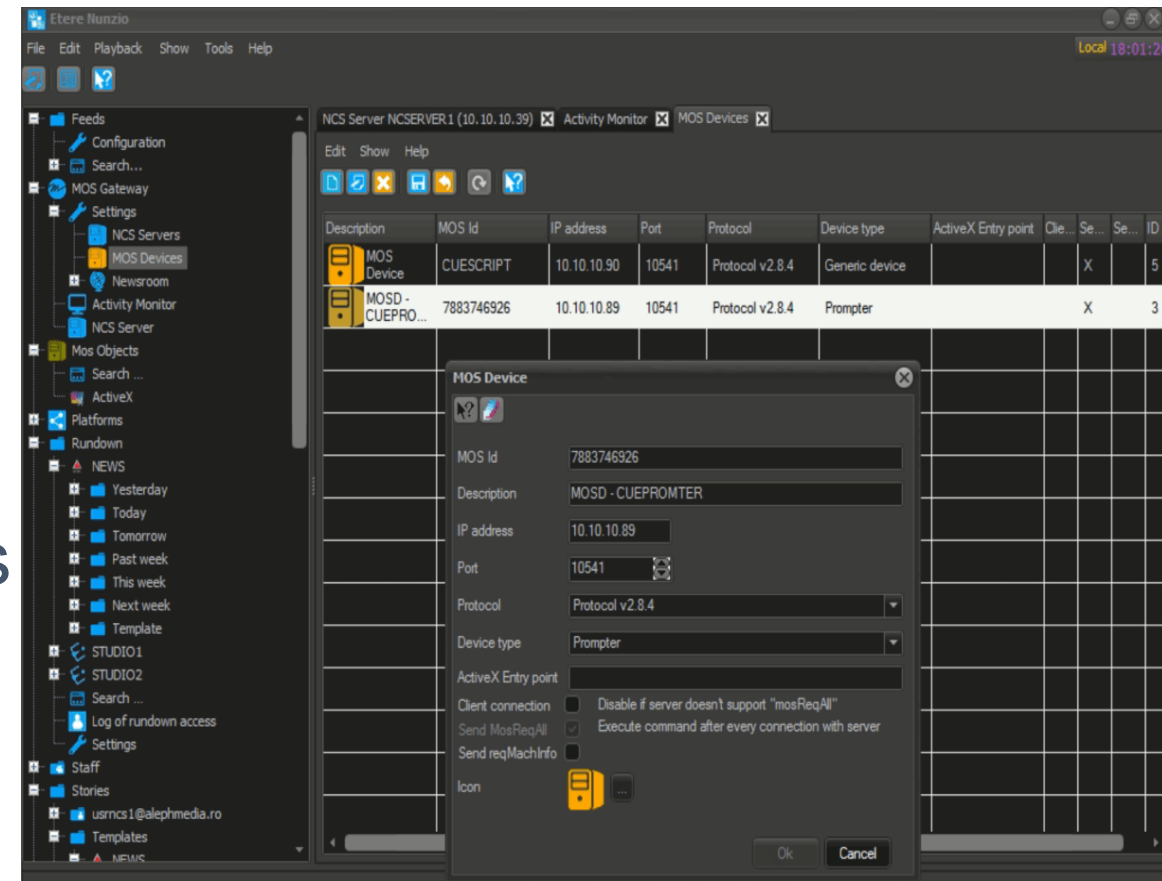 Etere Nunzio
File Edit Playback Show Tools Help
Local 18:01:2
Feeds
Configuration
Search...
MOS Gateway
Settings
NCS Servers
MOS Devices
Newsroom
Activity Monitor
NCS Server
Mos Objects
Search ...
ActiveX
Platforms
Rundown
NEWS
Yesterday
Today
Tomorrow
Past week
This week
Next week
Template
STUDIO1
STUDIO2
Search ...
Log of rundown access
Settings
Staff
Stories
usrncs1@alephmedia.ro
Templates
NEWS
s
NCS Server NCSERVER1 (10.10.10.39) Activity Monitor MOS Devices
Edit Show Help
Description MOS Id IP address Port Protocol Device type ActiveX Entry point Clie... Se... Se... ID
MOS Device CUESCRIPT 10.10.10.90 10541 Protocol v2.8.4 Generic device X 5
MOSD - CUEPRO... 7883746926 10.10.10.89 10541 Protocol v2.8.4 Prompter X 3
MOS Device
MOS Id 7883746926
Description MOSD - CUEPROMTER
IP address 10.10.10.89
Port 10541
Protocol Protocol v2.8.4
Device type Prompter
ActiveX Entry point
Client connection Disable if server doesn't support "mosReqAll"
Send MosReqAll Execute command after every connection with server
Send reqMachInfo
Icon ...
Ok Cancel